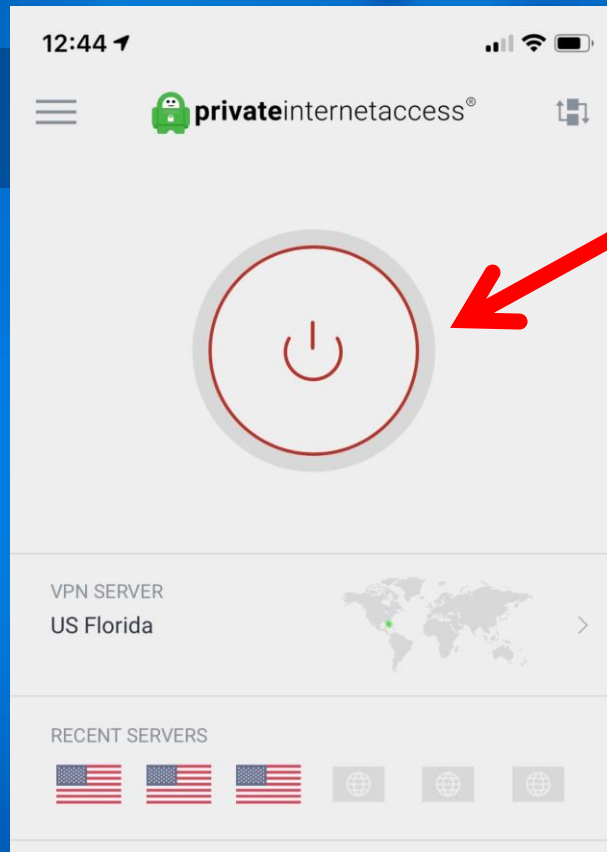 12:44
privateinternetaccess®
VPN SERVER
US Florida
RECENT SERVERS